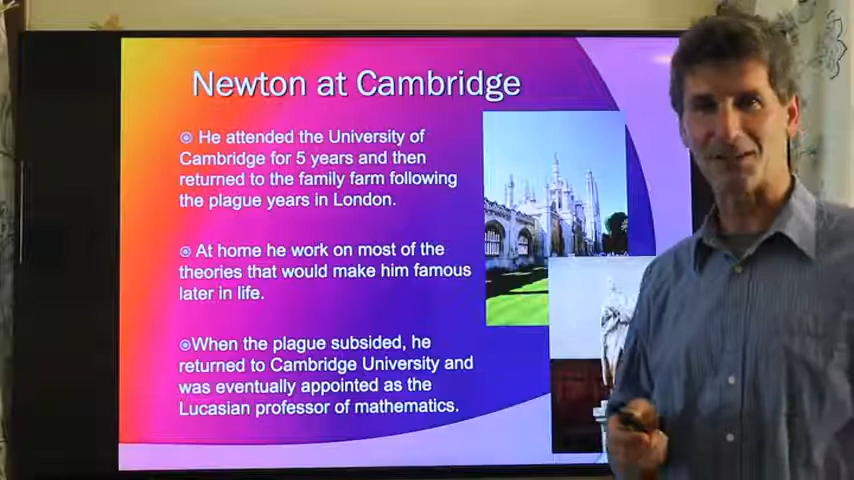 Newton at Cambridge
He attended the University of
Cambridge for 5 years and then
returned to the family farm following
the plague years in London.
At home he work on most of the
theories that would make him famous
later in life.
When the plague subsided, he
returned to Cambridge University and
was eventually appointed as the
Lucasian professor of mathematics.